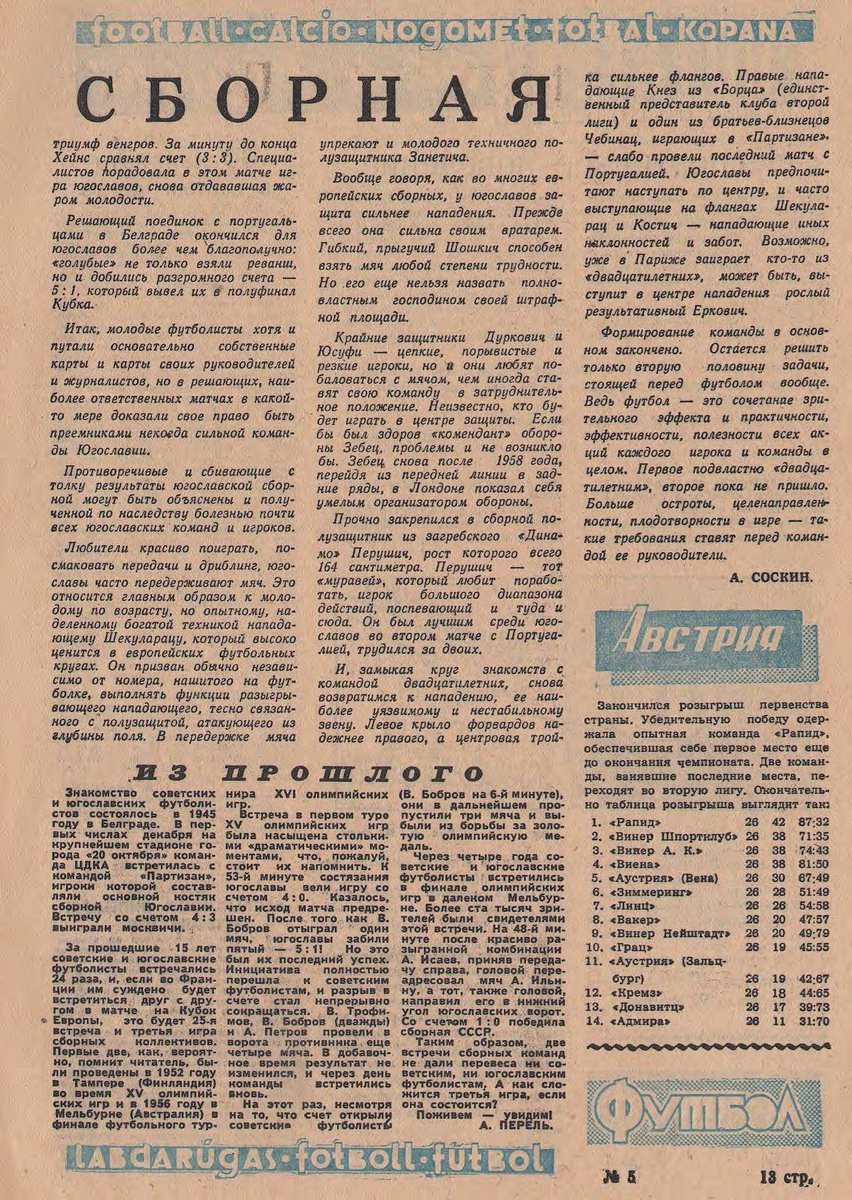 football·calcio·nogomet·fotbal·kopaná
СБОРНАЯ
триумф венгров. За минуту до конца
Хейнс сравнял счет (3:3). Специа-
листов порадовала в этом матче иг-
ра югославов, снова отдававшая жа-
ром молодости.
Решающий поединок с португаль-
цами в Белграде окончился для
югославов более чем благополучно:
«голубые» не только взяли реванш,
но и добились разгромного счета —
5:1, который вывел их в полуфинал
Кубка.
Итак, молодые футболисты хотя и
путали основательно собственные
карты и карты своих руководителей
и журналистов, но в решающих, наи-
более ответственных матчах в какой-
то мере доказали свое право быть
преемниками некогда сильной коман-
ды Югославии.
Противоречивые и сбивающие с
толку результаты югославской сбор-
ной могут быть объяснены и полу-
ченной по наследству болезнью почти
всех югославских команд и игроков.
Любители красиво поиграть, по-
смаковать передачи и дриблинг, юго-
славы часто передерживают мяч. Это
относится главным образом к моло-
дому по возрасту, но опытному, на-
деленному богатой техникой напада-
ющему Шекуларацу, который высоко
ценится в европейских футбольных
кругах. Он призван обычно незави-
симо от номера, нашитого на фут-
болке, выполнять функции разыгры-
вающего нападающего, тесно связан-
ного с полузащитой, атакующего из
глубины поля. В передержке мяча
упрекают и молодого техничного по-
лузащитника Занетича.
Вообще говоря, как во многих ев-
ропейских сборных, у югославов за-
щита сильнее нападения. Прежде
всего она сильна своим вратарем.
Гибкий, прыгучий Шошкич способен
взять мяч любой степени трудности.
Но его еще нельзя назвать полно-
властным господином своей штраф-
ной площади.
Крайние защитники Дуркович и
Юсуфи — цепкие, порывистые и
резкие игроки, но и они любят по-
баловаться с мячом, чем иногда ста-
вят свою команду в затруднитель-
ное положение. Неизвестно, кто бу-
дет играть в центре защиты. Если
бы был здоров «комендант» оборо-
ны Зебец, проблемы и не возникло
бы. Зебец снова после 1958 года,
перейдя из передней линии в зад-
ние ряды, в Лондоне показал себя
умелым организатором обороны.
Прочно закрепился в сборной по-
лузащитник из загребского «Дина-
мо» Перушич, рост которого всего
164 сантиметра. Перушич — тот
«муравей», который любит порабо-
тать, игрок большого диапазона
действий, поспевающий и туда и
сюда. Он был лучшим среди юго-
славов во втором матче с Португа-
лией, трудился за двоих.
И, замыкая круг знакомств с
командой двадцатилетних, снова
возвратимся к нападению, ее наи-
более уязвимому и нестабильному
звену. Левое крыло форвардов на-
дежнее правого, а центровая трой-
ка сильнее флангов. Правые напа-
дающие Кнез из «Борца» (единст-
венный представитель клуба второй
лиги) и один из братьев-близнецов
Чебинац, играющих в «Партизане»,
— слабо провели последний матч с
Португалией. Югославы предпочи-
тают наступать по центру, и часто
выступающие на флангах Шекула-
рац и Костич — нападающие иных
наклонностей и забот. Возможно,
уже в Париже заиграет кто-то из
«двадцатилетних», может быть, вы-
ступит в центре нападения рослый
результативный Еркович.
Формирование команды в основ-
ном закончено. Остается решить
только вторую половину задачи,
стоящей перед футболом вообще.
Ведь футбол — это сочетание зри-
тельного эффекта и практичности,
эффективности, полезности всех ак-
ций каждого игрока и команды в
целом. Первое подвластно «двадца-
тилетним», второе пока не пришло.
Больше остроты, целенаправлен-
ности, плодотворности в игре — та-
кие требования ставят перед коман-
дой ее руководители.
А. СОСКИН.
АВСТРИЯ
Закончился розыгрыш первенства
страны. Убедительную победу одер-
жала опытная команда «Рапид»,
обеспечившая себе первое место еще
до окончания чемпионата. Две коман-
ды, занявшие последние места, пе-
реходят во вторую лигу. Окончатель-
но таблица розыгрыша выглядит так:
1. «Рапид» 26 42 87:32
2. «Винер Шпортклуб» 26 38 71:35
3. «Винер А. К.» 26 38 74:43
4. «Виена» 26 38 81:50
5. «Аустрия» (Вена) 26 30 67:49
6. «Зиммеринг» 26 28 51:49
7. «Линц» 26 26 54:58
8. «Вакер» 26 20 47:57
9. «Винер Нейштадт» 26 20 49:79
10. «Грац» 26 19 45:55
11. «Аустрия» (Заль-
цбург) 26 19 42:67
12. «Кремз» 26 18 44:65
13. «Донавитц» 26 17 39:73
14. «Адмира» 26 11 31:70
ИЗ ПРОШЛОГО
Знакомство советских
и югославских футболи-
стов состоялось в 1945
году в Белграде. В пер-
вых числах декабря на
крупнейшем стадионе го-
рода «20 октября» коман-
да ЦДКА встретилась с
командой «Партизан»,
игроки которой состав-
ляли основной костяк
сборной Югославии.
Встречу со счетом 4:3
выиграли москвичи.
За прошедшие 15 лет
советские и югославские
футболисты встречались
24 раза, и, если во Фран-
ции им суждено будет
встретиться друг с дру-
гом в матче на Кубок
Европы, это будет 25-я
встреча и третья игра
сборных коллективов.
Первые две, как, вероят-
но, помнит читатель, бы-
ли проведены в 1952 году
в Тампере (Финляндия)
во время XV олимпий-
ских игр и в 1956 году в
Мельбурне (Австралия) в
финале футбольного тур-
нира XVI олимпийских
игр.
Встреча в первом туре
XV олимпийских игр
была насыщена стольки-
ми «драматическими» мо-
ментами, что, пожалуй,
стоит их напомнить. К
53-й минуте состязания
югославы вели игру со
счетом 4:0. Казалось,
что исход матча предре-
шен. После того как В.
Бобров отыграл один
мяч, югославы забили
пятый — 5:1! Но это
был их последний успех.
Инициатива полностью
перешла к советским
футболистам, и разрыв в
счете стал непрерывно
сокращаться. В. Трофи-
мов, В. Бобров (дважды)
и А. Петров провели в
ворота противника еще
четыре мяча. В добавоч-
ное время результат не
изменился, и через день
команды встретились
вновь.
На этот раз, несмотря
на то, что счет открыли
советские футболисты
(В. Бобров на 6-й минуте),
они в дальнейшем про-
пустили три мяча и вы-
были из борьбы за золо-
тую олимпийскую ме-
даль.
Через четыре года со-
ветские и югославские
футболисты встретились
в финале олимпийских
игр в далеком Мельбур-
не. Более ста тысяч зри-
телей были свидетелями
этой встречи. На 48-й ми-
нуте после красиво ра-
зыгранной комбинации
А. Исаев, приняв переда-
чу справа, головой пере-
адресовал мяч А. Ильи-
ну, а тот, также головой,
направил его в нижний
угол югославских ворот.
Со счетом 1:0 победила
сборная СССР.
Таким образом, две
встречи сборных команд
не дали перевеса ни со-
ветским, ни югославским
футболистам. А как сло-
жится третья игра, если
она состоится?
Поживем — увидим!
А. ПЕРЕЛЬ.
LABDARÚGAS·fotboll·fútbol
ФУТБОЛ
№ 5 13 стр.